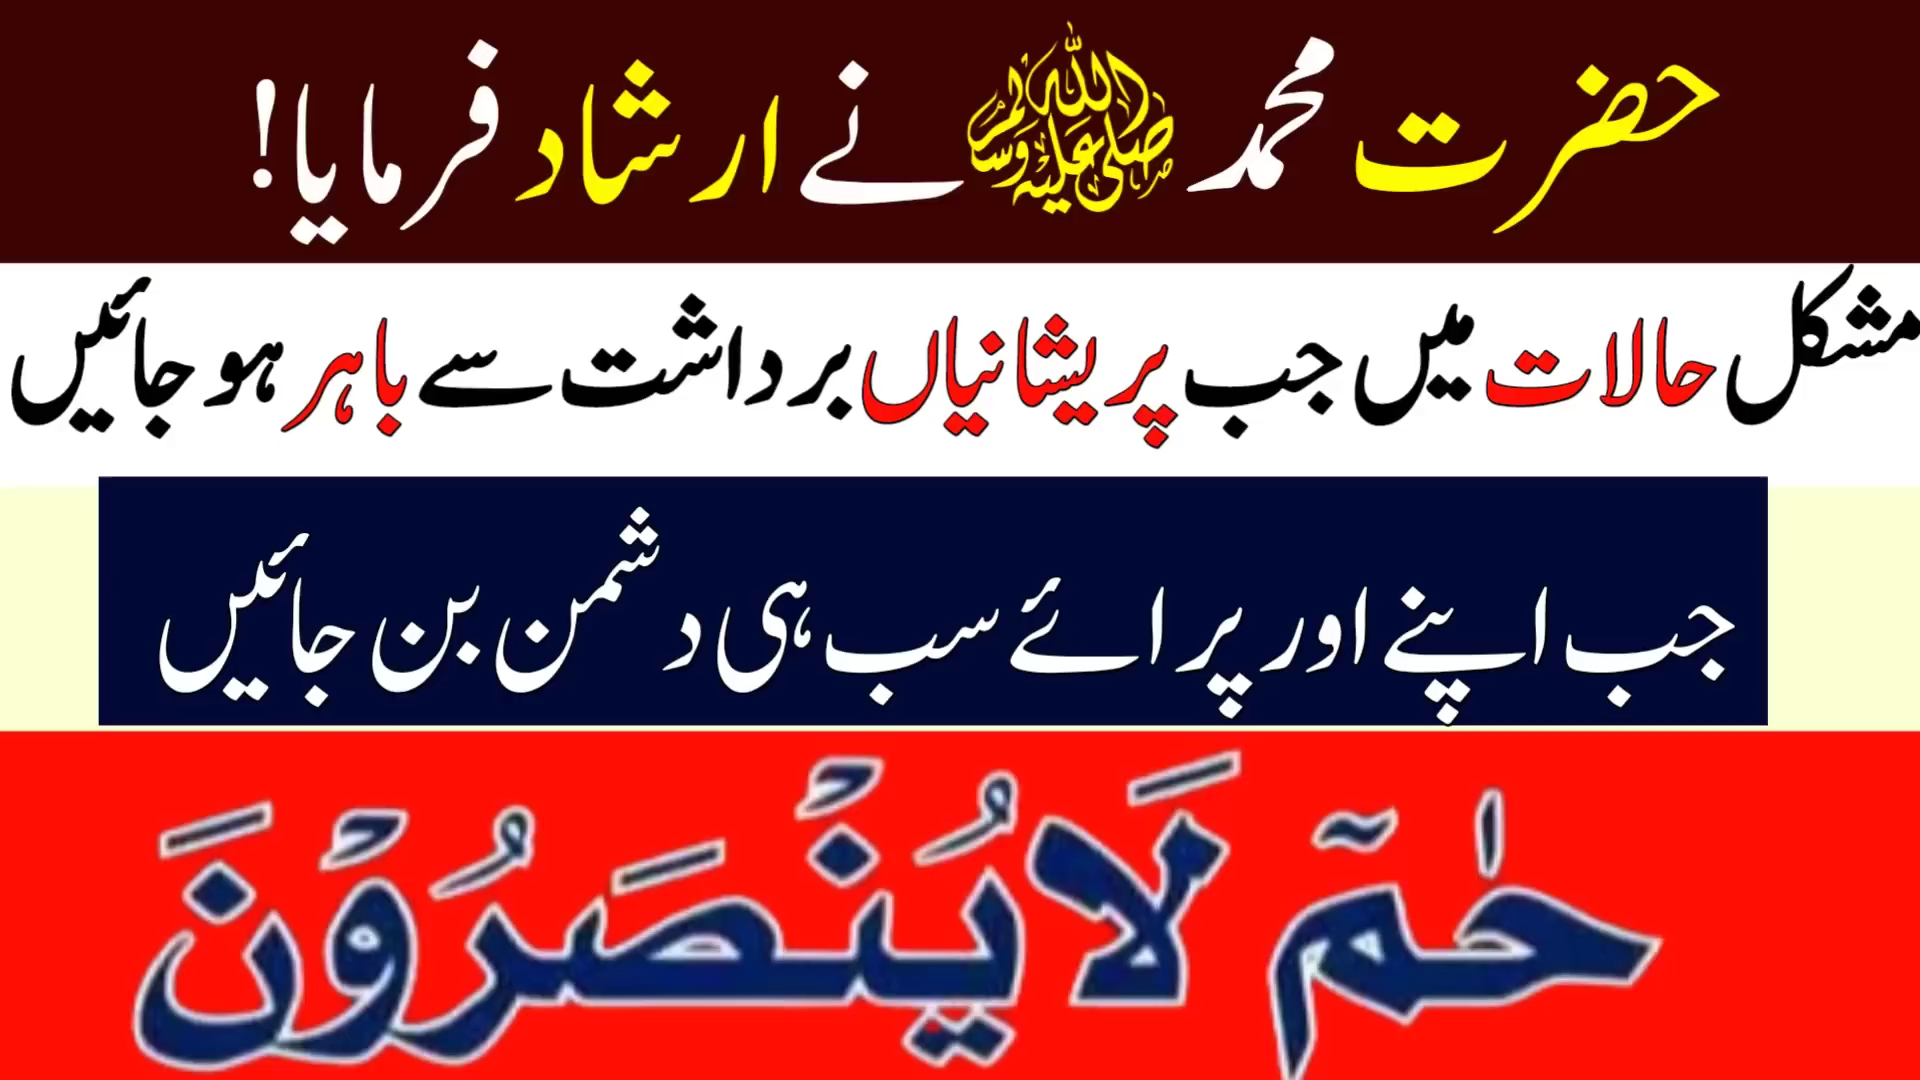 حضرت محمد ﷺ نے ارشاد فرمایا!
مشکل حالات میں جب پریشانیاں برداشت سے باہر ہو جائیں
جب اپنے اور پرائے سب ہی دشمن بن جائیں
حٰمٓ لَا یُنْصَرُوْنَ